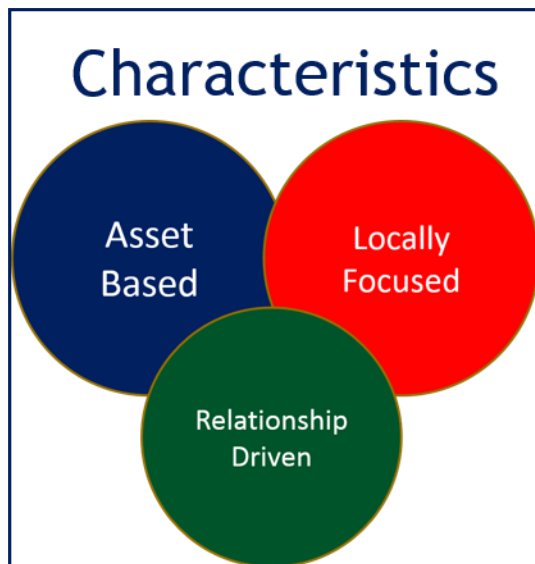 Characteristics
Asset
Based
Locally
Focused
Relationship
Driven